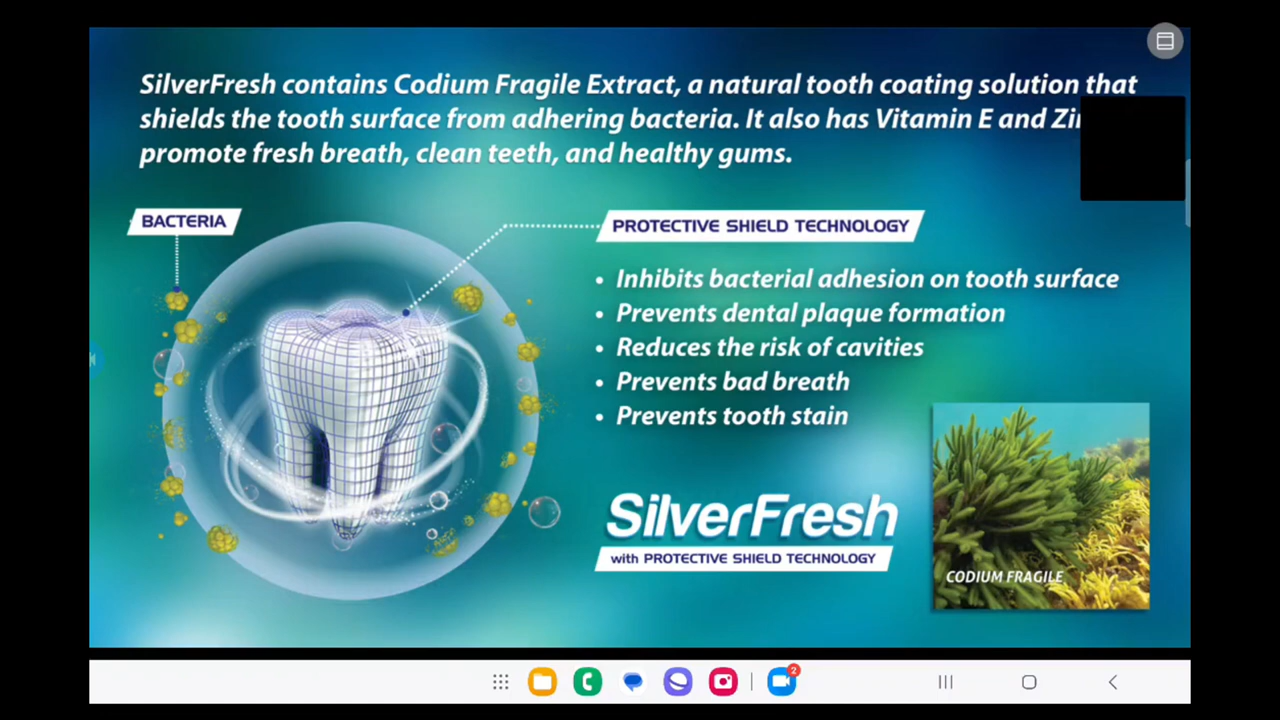 SilverFresh contains Codium Fragile Extract, a natural tooth coating solution that
shields the tooth surface from adhering bacteria. It also has Vitamin E and
promote fresh breath, clean teeth, and healthy gums.
BACTERIA
PROTECTIVE SHIELD TECHNOLOGY
• Inhibits bacterial adhesion on tooth surface
• Prevents dental plaque formation
• Reduces the risk of cavities
• Prevents bad breath
• Prevents tooth stain
SilverFresh
with PROTECTIVE SHIELD TECHNOLOGY
CODIUM FRAGILE
2